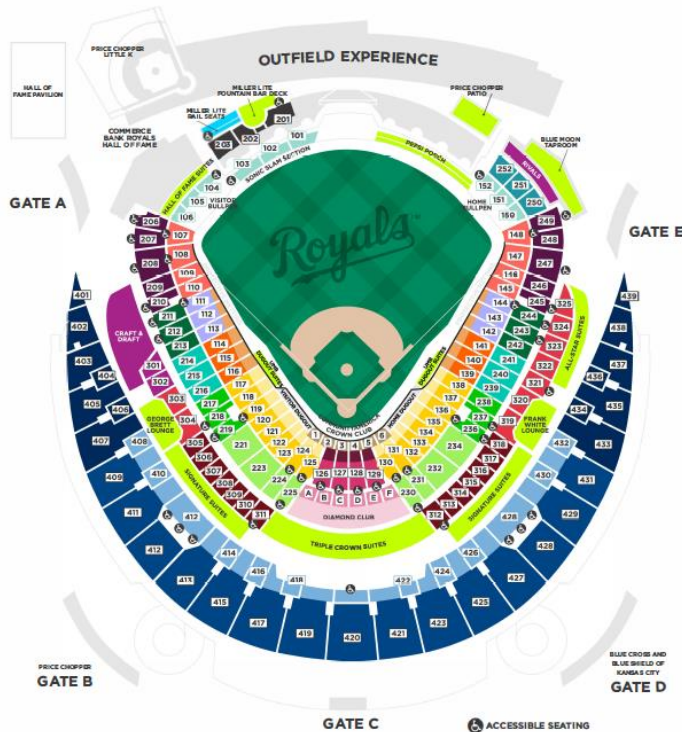 PRICE CHOPPER
LITTLE K
OUTFIELD EXPERIENCE
HALL OF
FAME PAVILION
MILLER LITE
FOUNTAIN BAR DECK
PRICE CHOPPER
PATIO
MILLER LITE
RAIL SEATS
201
202
203
COMMERCE
BANK ROYALS
HALL OF FAME
101
102
103
104
105
106
SONIC SLAM SECTION
PEPSI PORCH
BLUE MOON
TAPROOM
RIVALS
HALL OF FAME SUITES
VISITOR
BULLPEN
HOME
BULLPEN
252
251
250
152
151
150
GATE A
GATE E
Royals
206
207
208
209
210
211
212
213
214
215
216
217
218
219
221
223
224
225
107
108
109
110
111
112
113
114
115
116
117
118
119
120
121
122
123
124
125
249
248
247
246
245
244
243
242
241
240
239
238
237
236
234
232
231
230
148
147
146
145
144
143
142
141
140
139
138
137
136
135
134
133
132
131
130
UMB
DUGOUT SUITES
UMB
DUGOUT SUITES
VISITOR DUGOUT
HOME DUGOUT
CROWN CLUB
1 2 3 4 5 6
126 127 128 129
A B C D E F
DIAMOND CLUB
TRIPLE CROWN SUITES
CRAFT &
DRAFT
ALL-STAR SUITES
GEORGE
BRETT
LOUNGE
FRANK
WHITE
LOUNGE
SIGNATURE SUITES
SIGNATURE SUITES
301
302
303
304
305
306
307
308
309
310
311
325
324
323
322
321
320
319
318
317
316
315
314
313
312
401
402
403
404
405
406
407
408
409
410
411
412
412
413
414
415
416
417
418
419
420
421
422
423
424
425
426
427
428
428
429
430
431
432
433
434
435
436
437
438
439
PRICE CHOPPER
GATE B
GATE C
BLUE CROSS AND
BLUE SHIELD OF
KANSAS CITY
GATE D
ACCESSIBLE SEATING